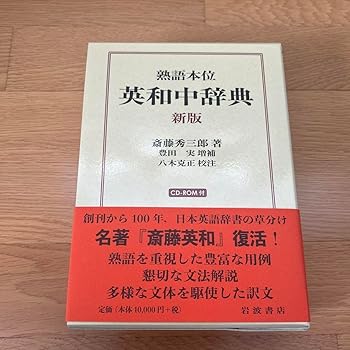 熟語本位
英和中辞典
新版
斎藤秀三郎 著
豊田 実 増補
八木克正 校注
CD-ROM付
創刊から100年、日本英語辞書の草分け
名著『斎藤英和』復活!
熟語を重視した豊富な用例
懇切な文法解説
多様な文体を駆使した訳文
定価(本体10,000円+税)
岩波書店